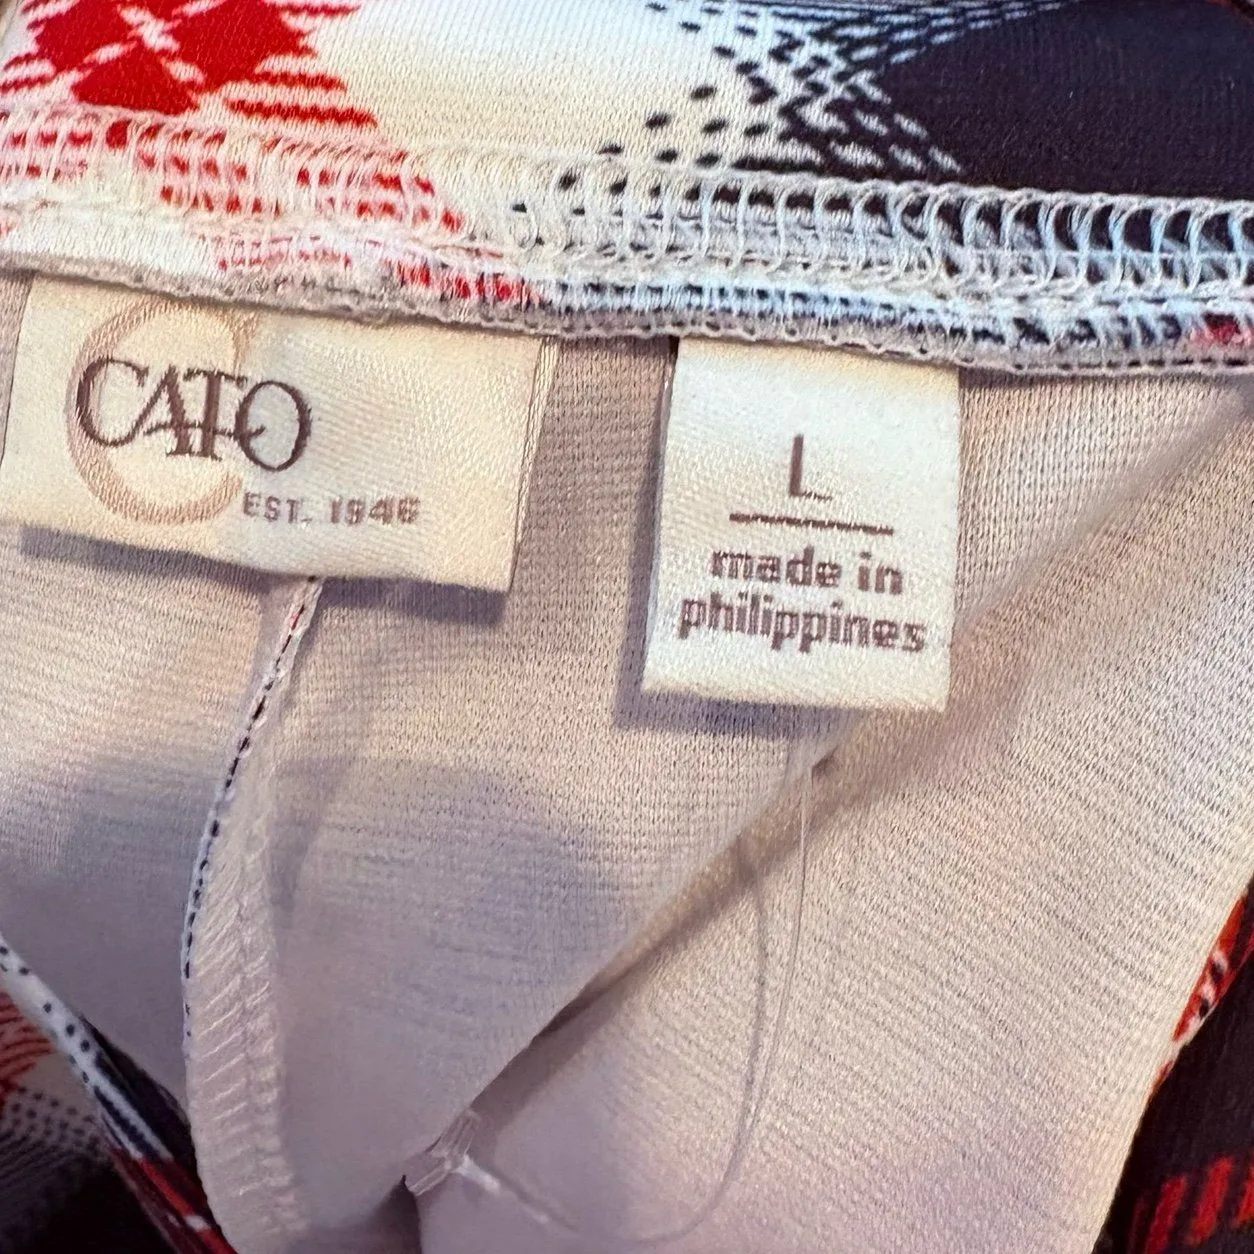 CATO
EST. 1946
L
made in
philippines